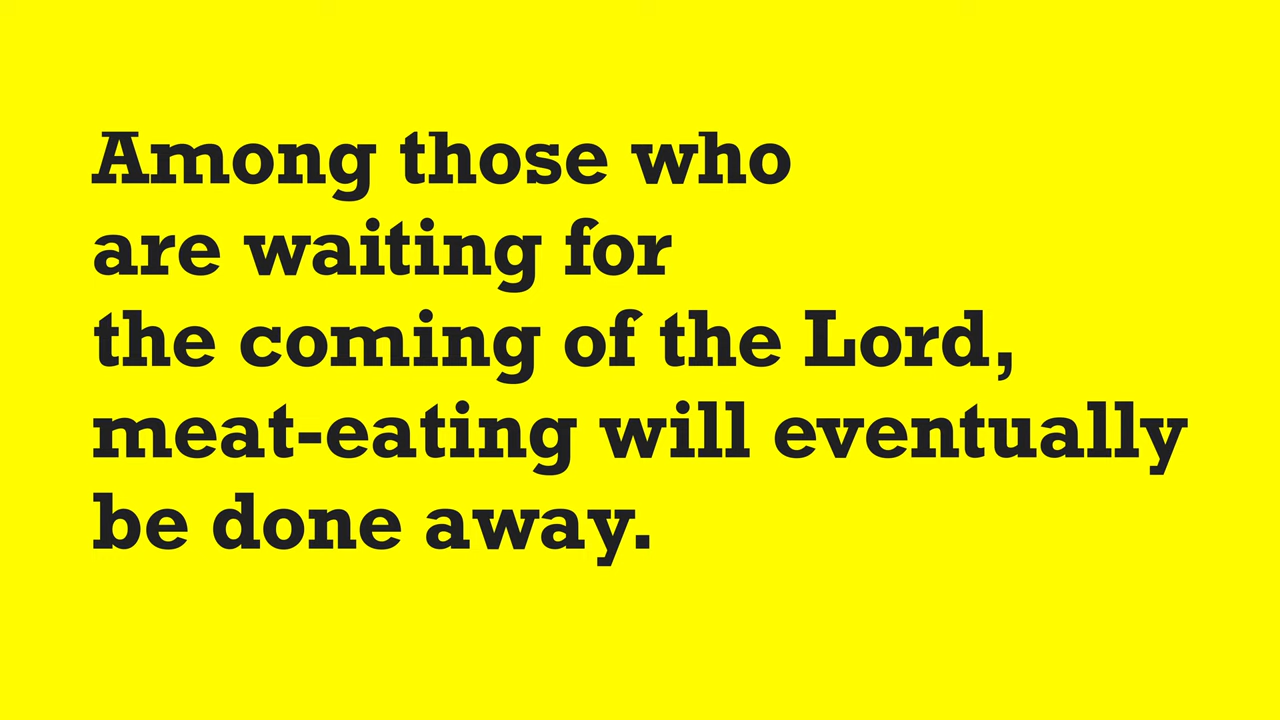 Among those who
are waiting for
the coming of the Lord,
meat-eating will eventually
be done away.